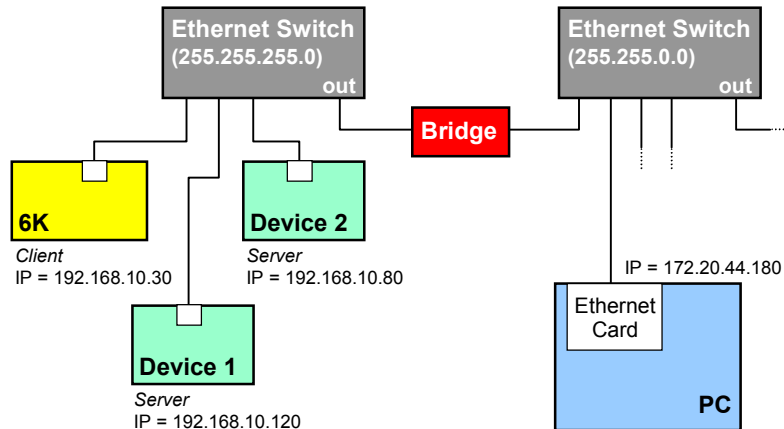 Ethernet Switch
(255.255.255.0)
out
Ethernet Switch
(255.255.0.0)
out
Bridge
6K
Client
IP = 192.168.10.30
Device 2
Server
IP = 192.168.10.80
Device 1
Server
IP = 192.168.10.120
IP = 172.20.44.180
Ethernet
Card
PC